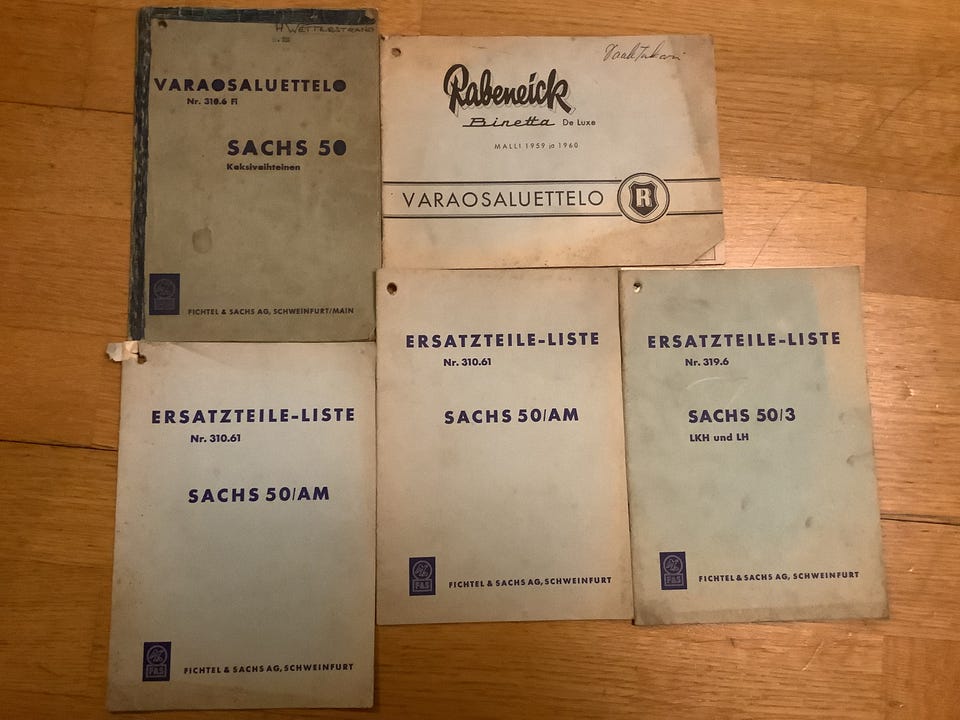 H WETTERSTRAND
VARAOSALUETTELO
Nr. 310.6 Fi
SACHS 50
Kaksivaihteinen
FICHTEL & SACHS AG, SCHWEINFURT/MAIN
Rabeneick
Binetta De Luxe
MALLI 1959 ja 1960
VARAOSALUETTELO R
ERSATZTEILE-LISTE
Nr. 310.61
SACHS 50/AM
F&S
FICHTEL & SACHS AG, SCHWEINFURT
ERSATZTEILE-LISTE
Nr. 310.61
SACHS 50/AM
F&S
FICHTEL & SACHS AG, SCHWEINFURT
ERSATZTEILE-LISTE
Nr. 319.6
SACHS 50/3
LKH und LH
F&S
FICHTEL & SACHS AG, SCHWEINFURT